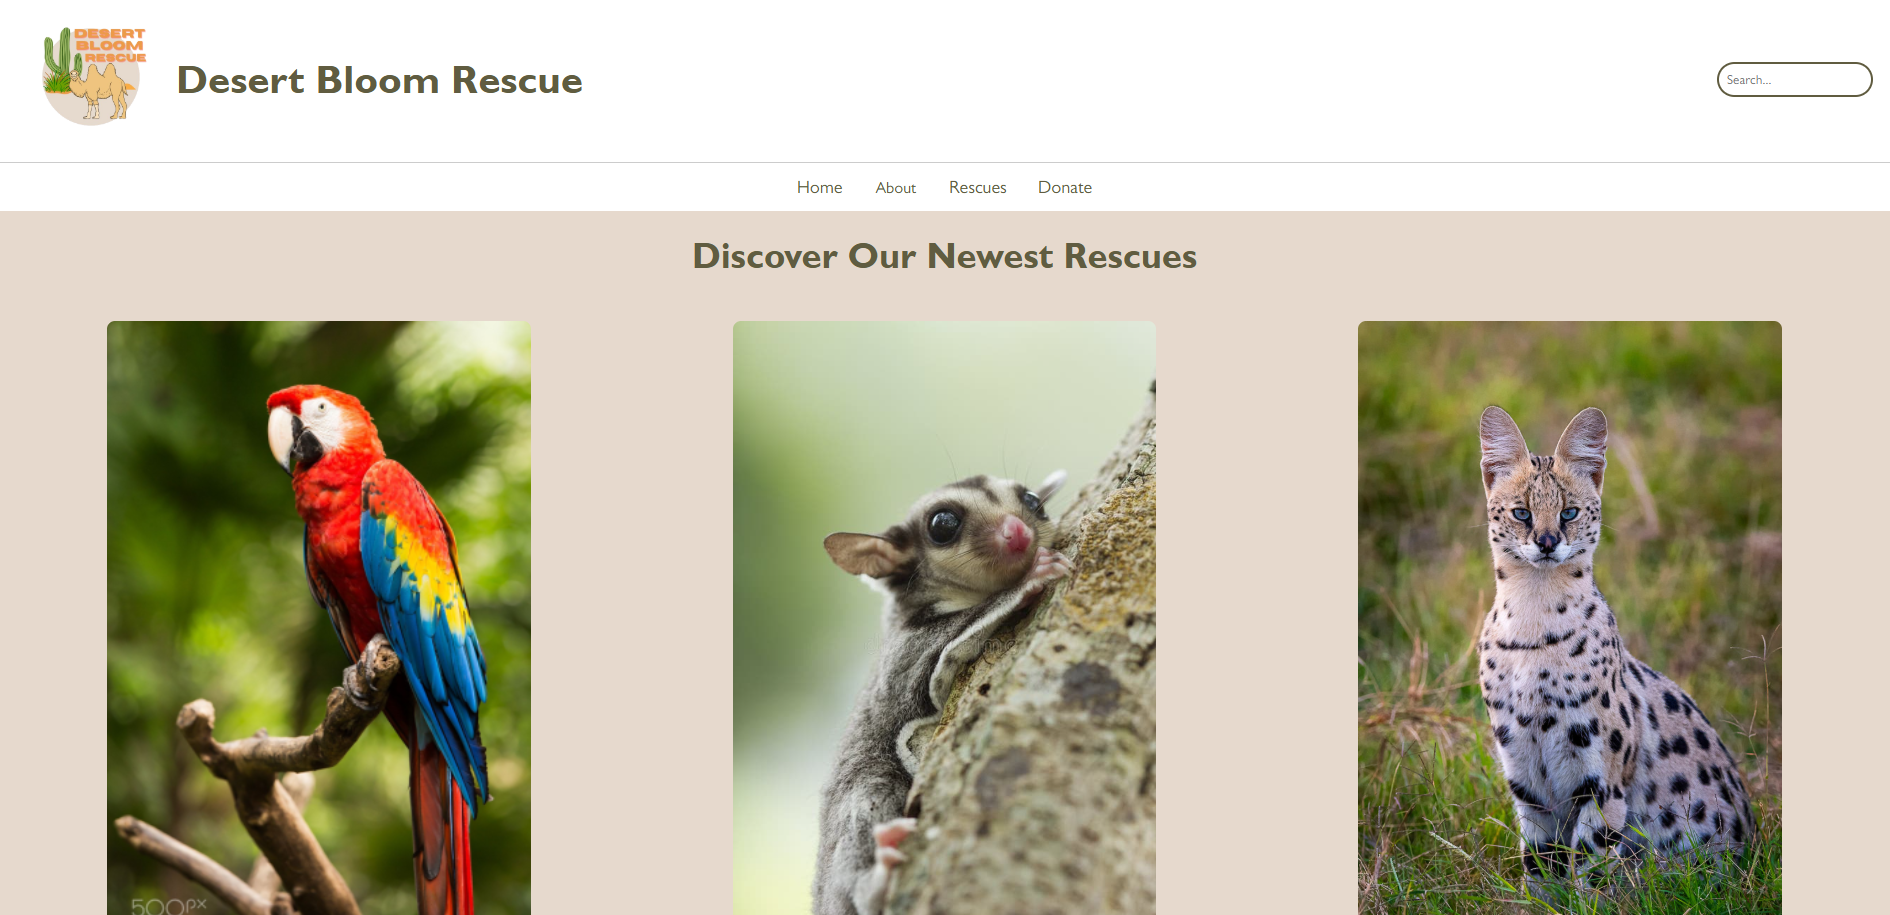 DESERT
BLOOM
RESCUE
Desert Bloom Rescue
Search...
Home About Rescues Donate
Discover Our Newest Rescues
500px